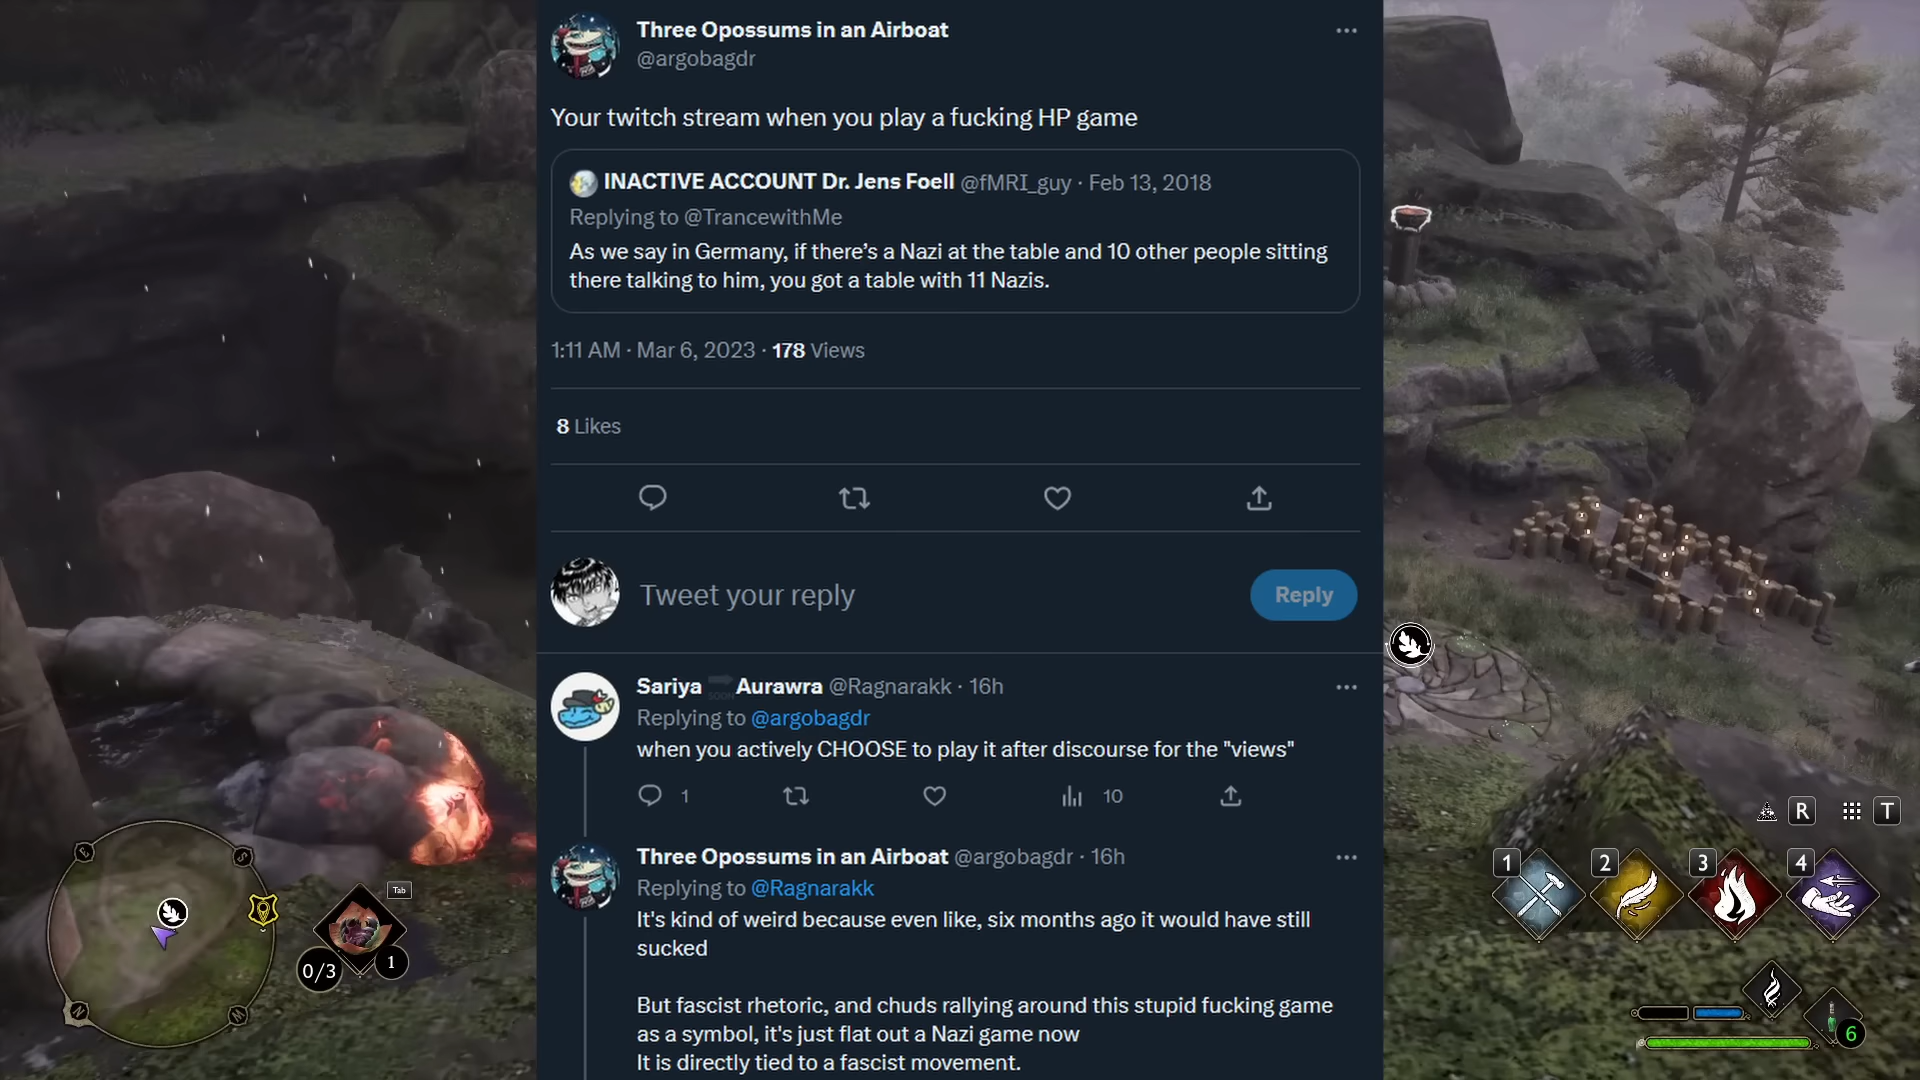 Three Opossums in an Airboat
@argobagdr
Your twitch stream when you play a fucking HP game
INACTIVE ACCOUNT Dr. Jens Foell @fMRI_guy · Feb 13, 2018
Replying to @TrancewithMe
As we say in Germany, if there’s a Nazi at the table and 10 other people sitting
there talking to him, you got a table with 11 Nazis.
1:11 AM · Mar 6, 2023 · 178 Views
8 Likes
Tweet your reply
Reply
Sariya Aurawra @Ragnarakk · 16h
Replying to @argobagdr
when you actively CHOOSE to play it after discourse for the "views"
1
10
Three Opossums in an Airboat @argobagdr · 16h
Replying to @Ragnarakk
It's kind of weird because even like, six months ago it would have still
sucked
But fascist rhetoric, and chuds rallying around this stupid fucking game
as a symbol, it's just flat out a Nazi game now
It is directly tied to a fascist movement.
E
S
N
W
Tab
0/3
1
R
T
1
2
3
4
6